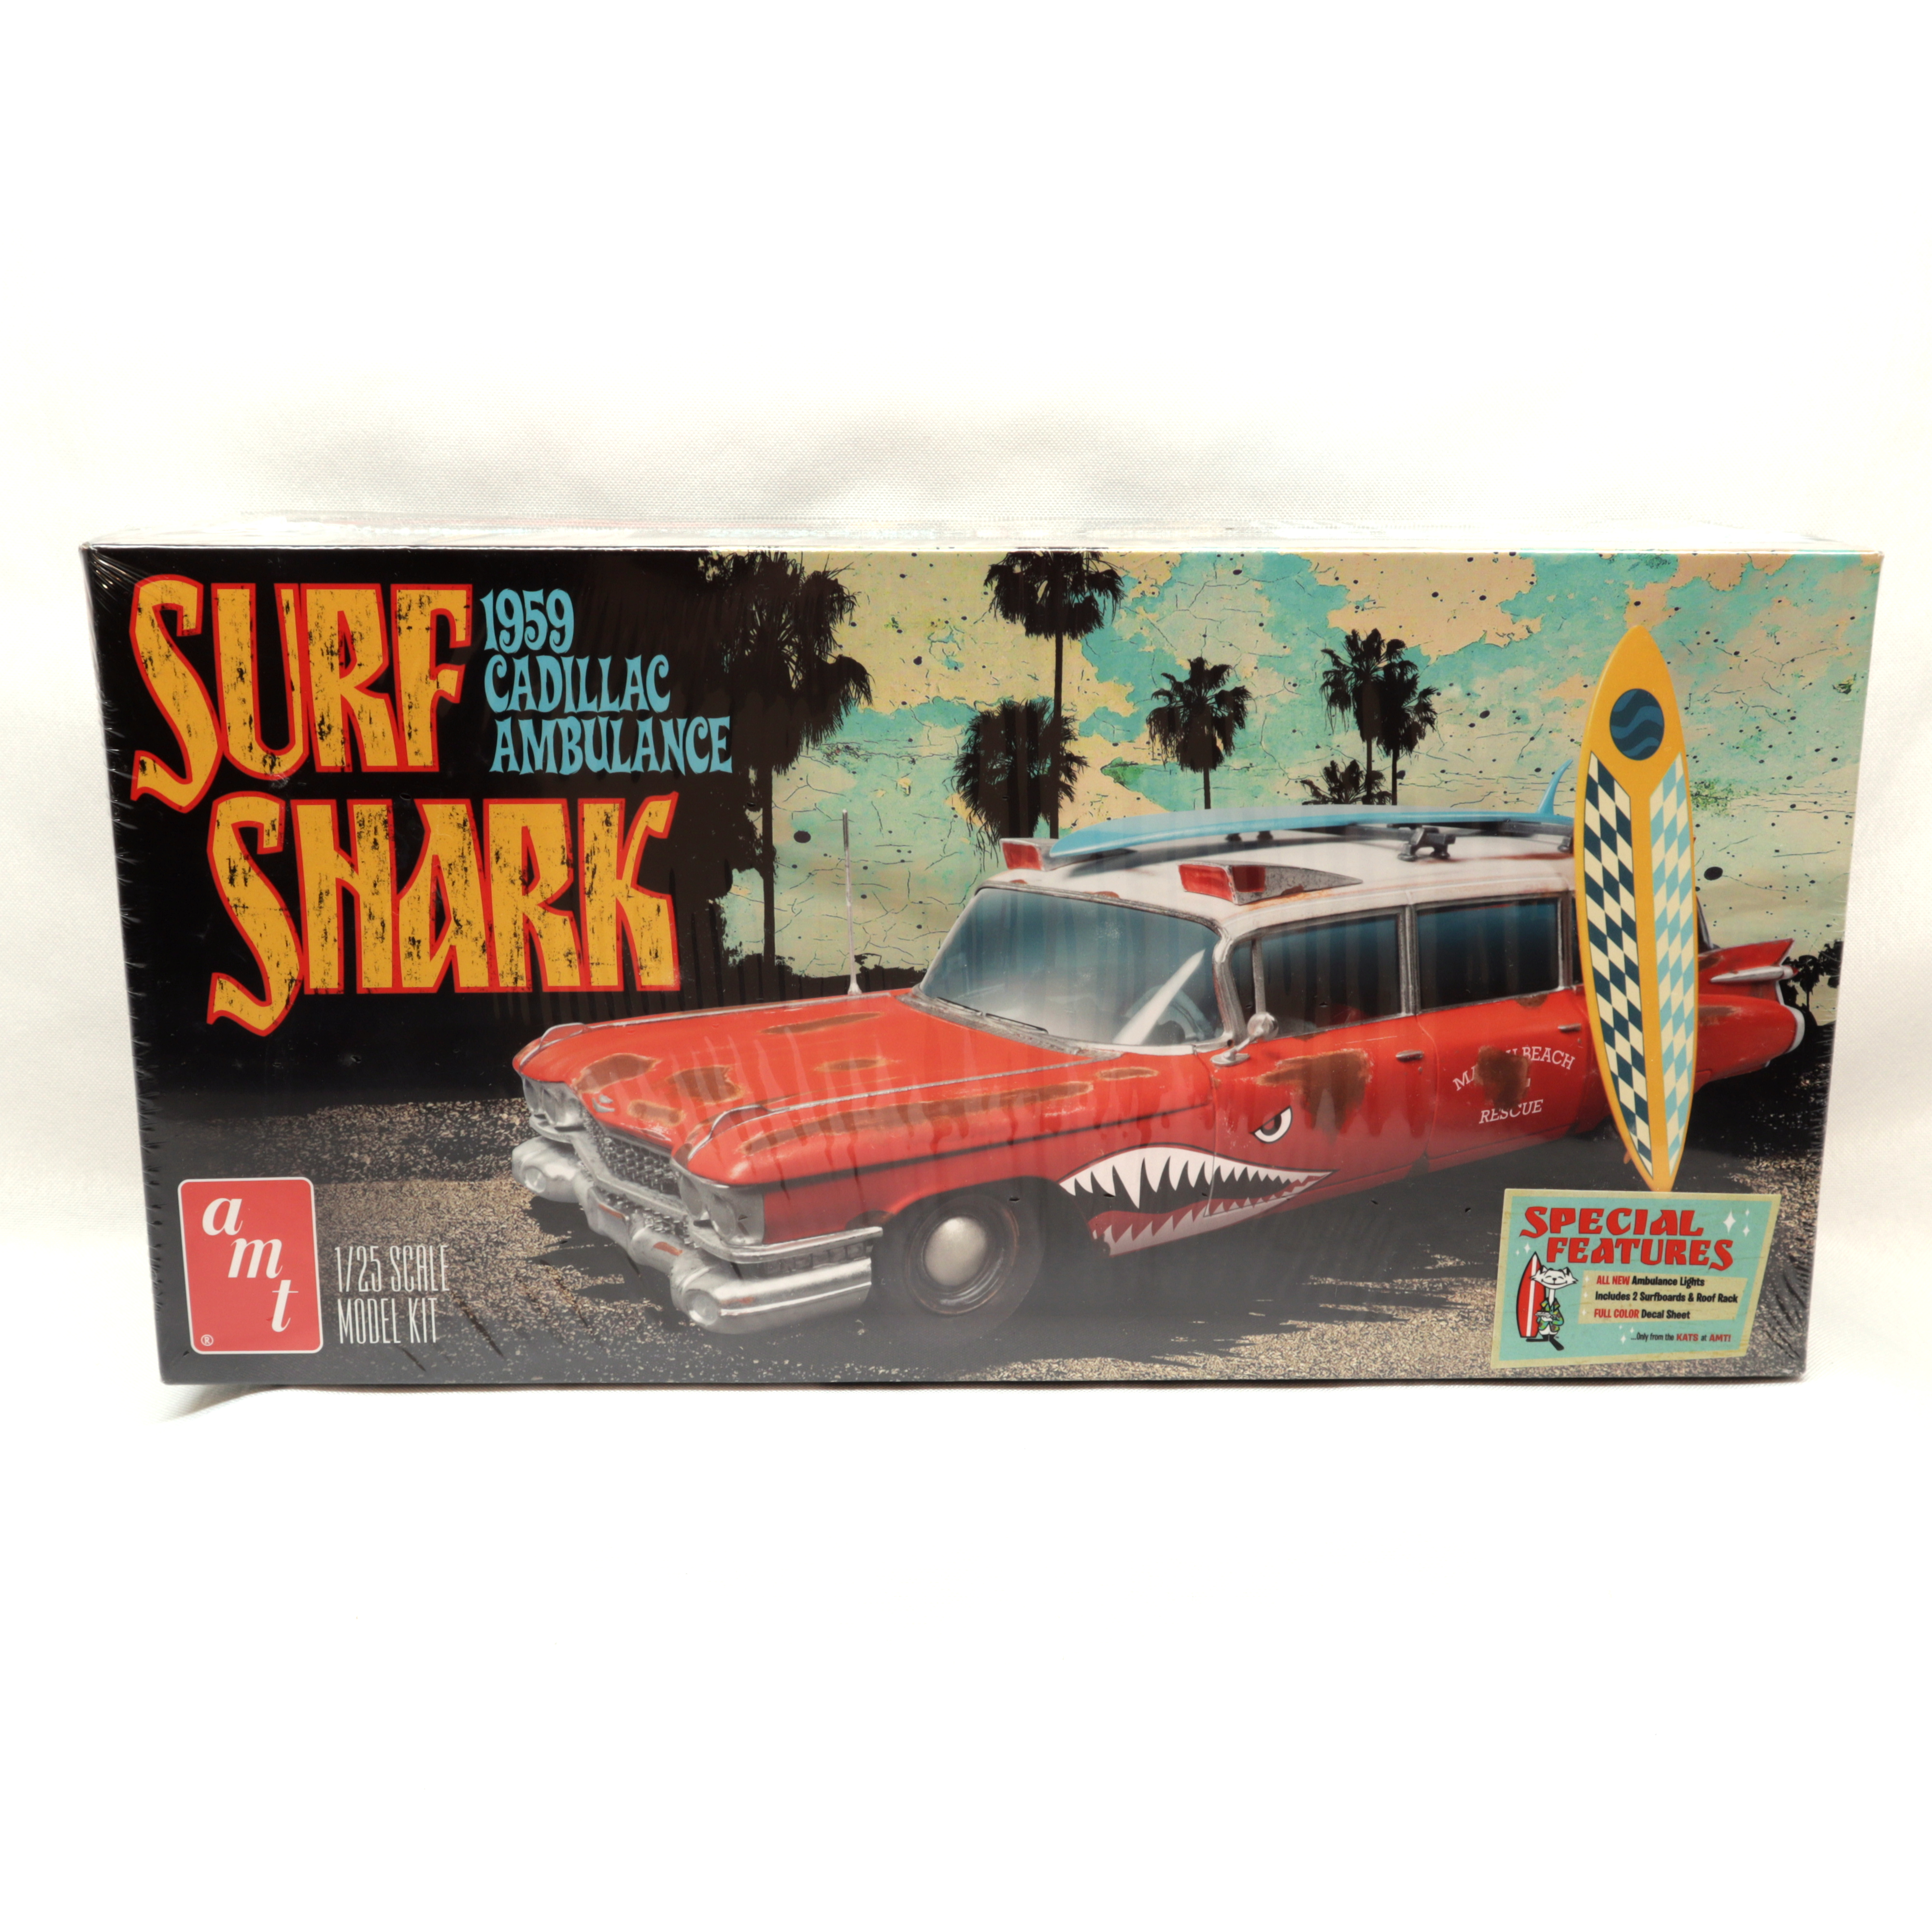 SURF
SHARK
1959
CADILLAC
AMBULANCE
BEACH
RESCUE
amt
®
1/25 SCALE
MODEL KIT
SPECIAL
FEATURES
ALL NEW Ambulance Lights
Includes 2 Surfboards & Roof Rack
FULL COLOR Decal Sheet
...Only from the KATS at AMT!